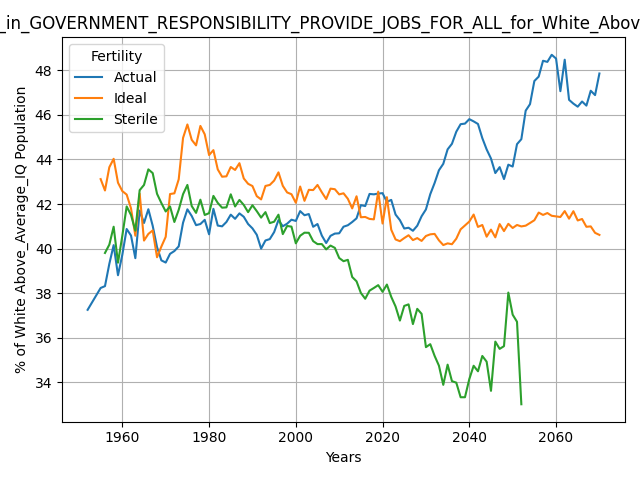 _in_GOVERNMENT_RESPONSIBILITY_PROVIDE_JOBS_FOR_ALL_for_White_Abov
Fertility
Actual
Ideal
Sterile
% of White Above_Average_IQ Population
48
46
44
42
40
38
36
34
1960 1980 2000 2020 2040 2060
Years